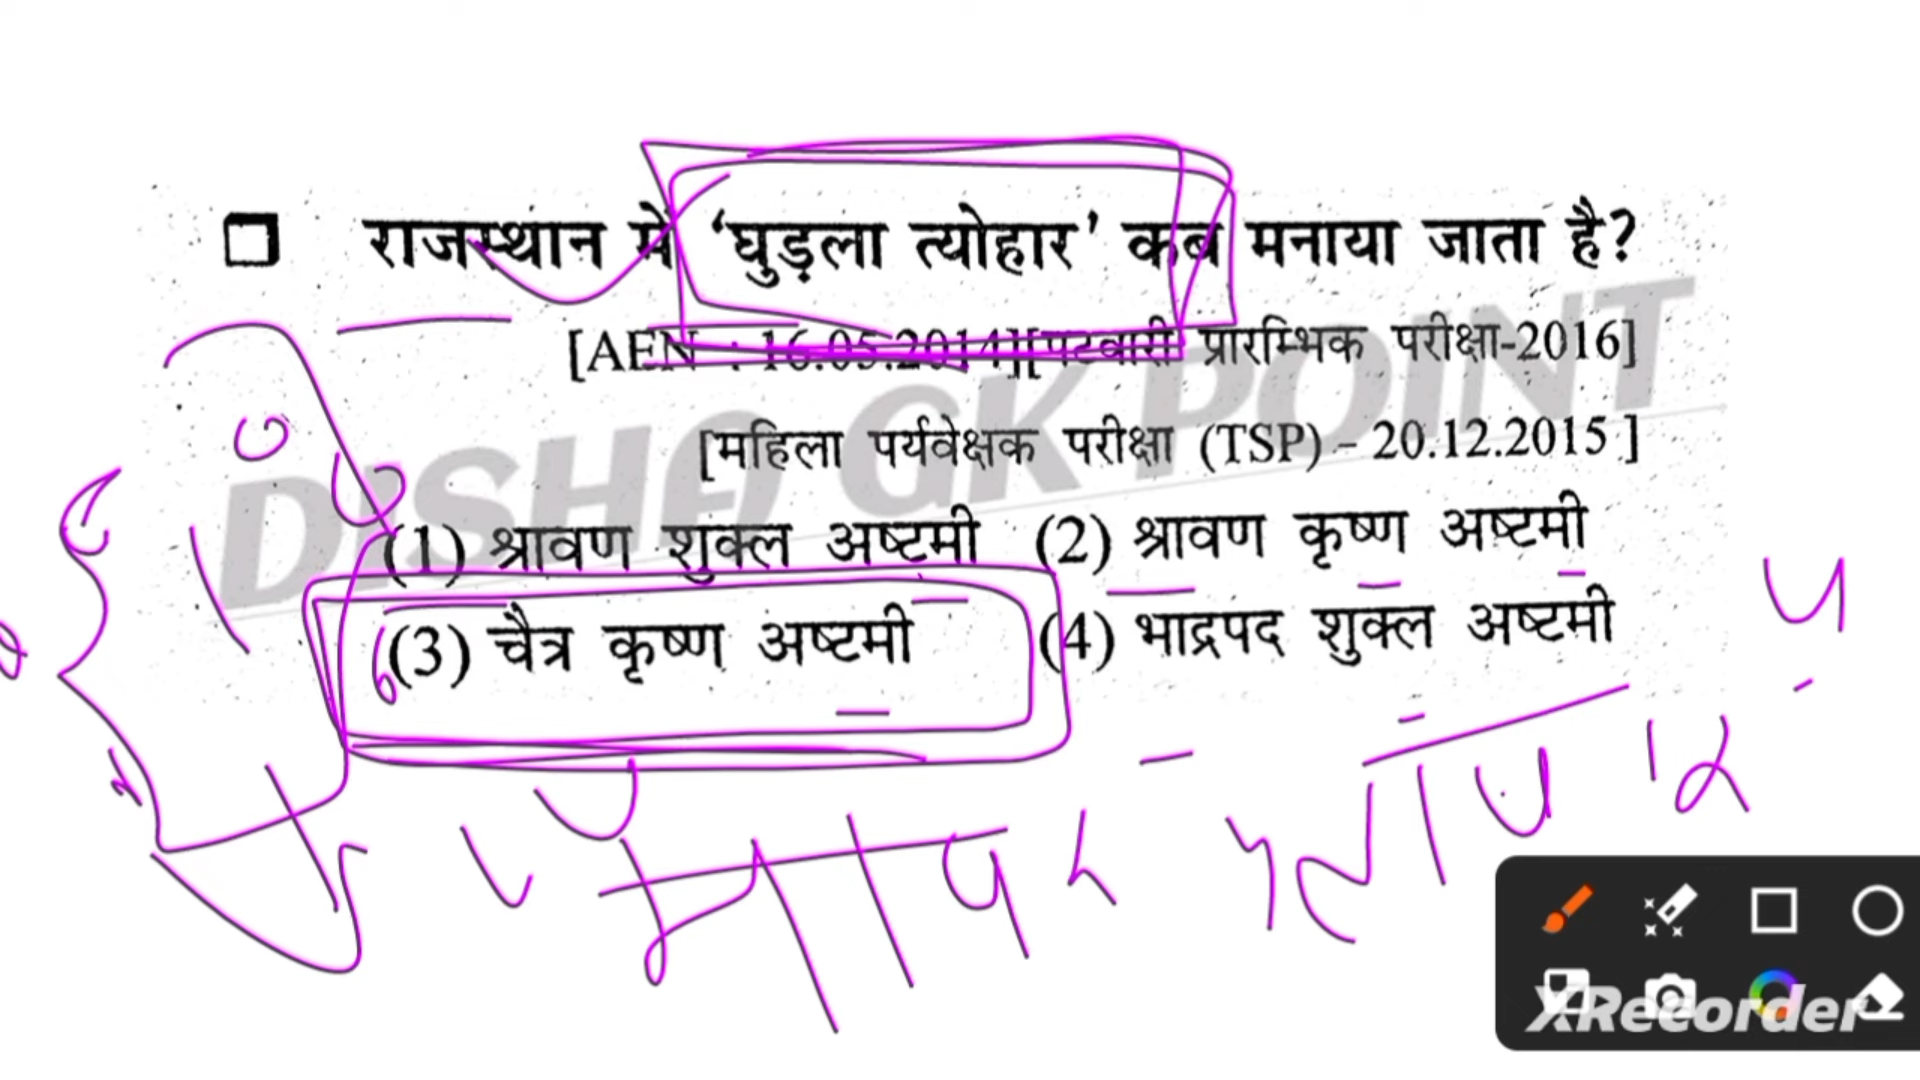 राजस्थान में ‘घुड़ला त्योहार’ कब मनाया जाता है?
[AEN : 16.05.2014][पटवारी प्रारम्भिक परीक्षा-2016]
[महिला पर्यवेक्षक परीक्षा (TSP) – 20.12.2015]
DISHA GK POINT
(1) श्रावण शुक्ल अष्टमी (2) श्रावण कृष्ण अष्टमी
(3) चैत्र कृष्ण अष्टमी (4) भाद्रपद शुक्ल अष्टमी
XRecorder